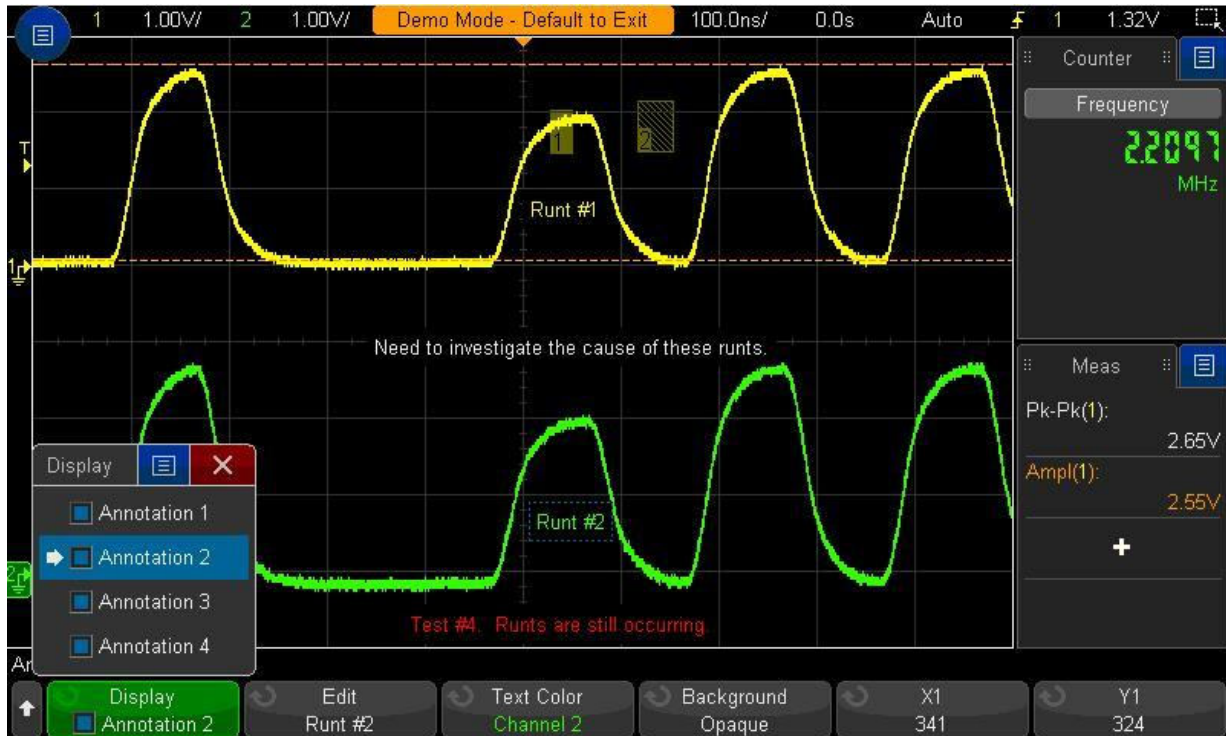 1 1.00V/ 2 1.00V/ Demo Mode - Default to Exit 100.0ns/ 0.0s Auto 1 1.32V
Counter
Frequency
2.2097
MHz
T
1 2
Runt #1
1
Need to investigate the cause of these runts.
Meas
Pk-Pk(1):
2.65V
Ampl(1):
2.55V
+
Display
Annotation 1
Annotation 2
Annotation 3
Annotation 4
Runt #2
2
Test #4. Runts are still occurring
Display
Annotation 2
Edit
Runt #2
Text Color
Channel 2
Background
Opaque
X1
341
Y1
324